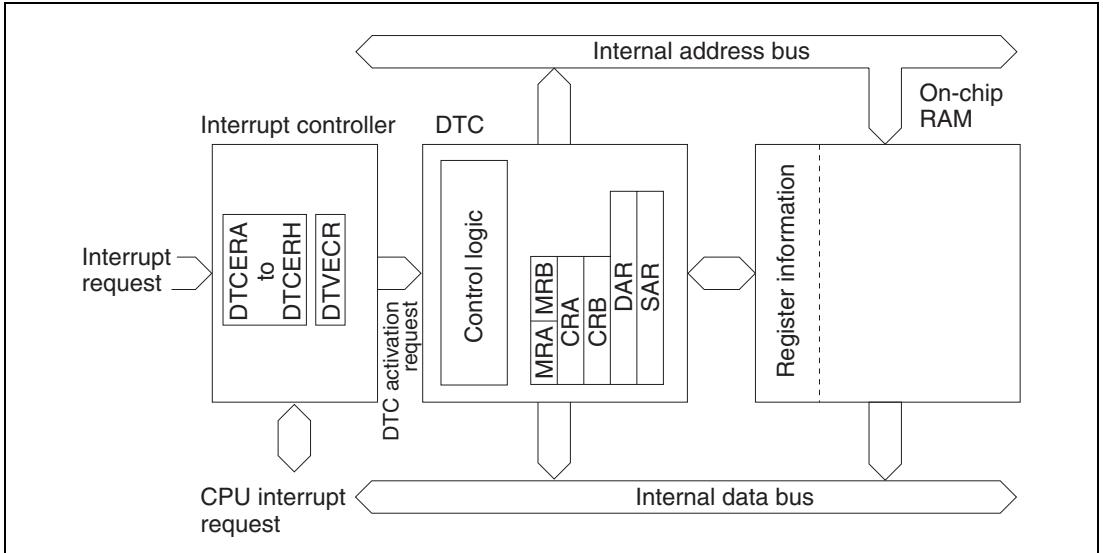 Internal address bus
On-chip
RAM
Interrupt controller
DTC
Interrupt
request
DTCERA
to
DTCERH
DTVECR
DTC activation
request
Control logic
MRA
MRB
CRA
CRB
DAR
SAR
Register information
CPU interrupt
request
Internal data bus